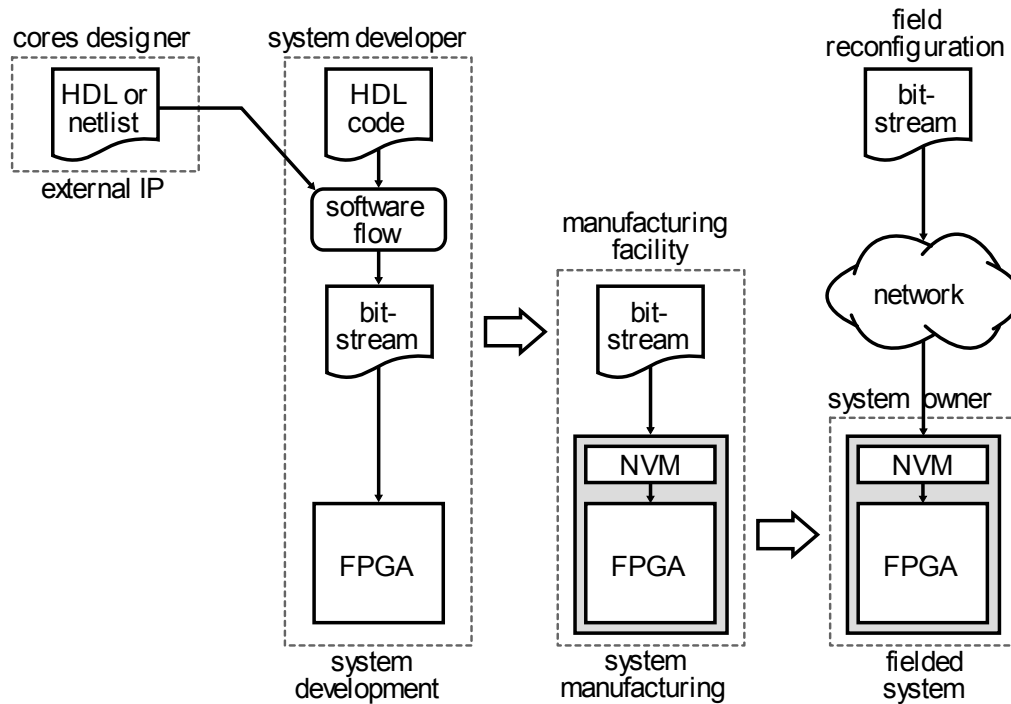 cores designer
HDL or
netlist
external IP
system developer
HDL
code
software
flow
bit-
stream
FPGA
system
development
manufacturing
facility
bit-
stream
NVM
FPGA
system
manufacturing
field
reconfiguration
bit-
stream
network
system owner
NVM
FPGA
fielded
system